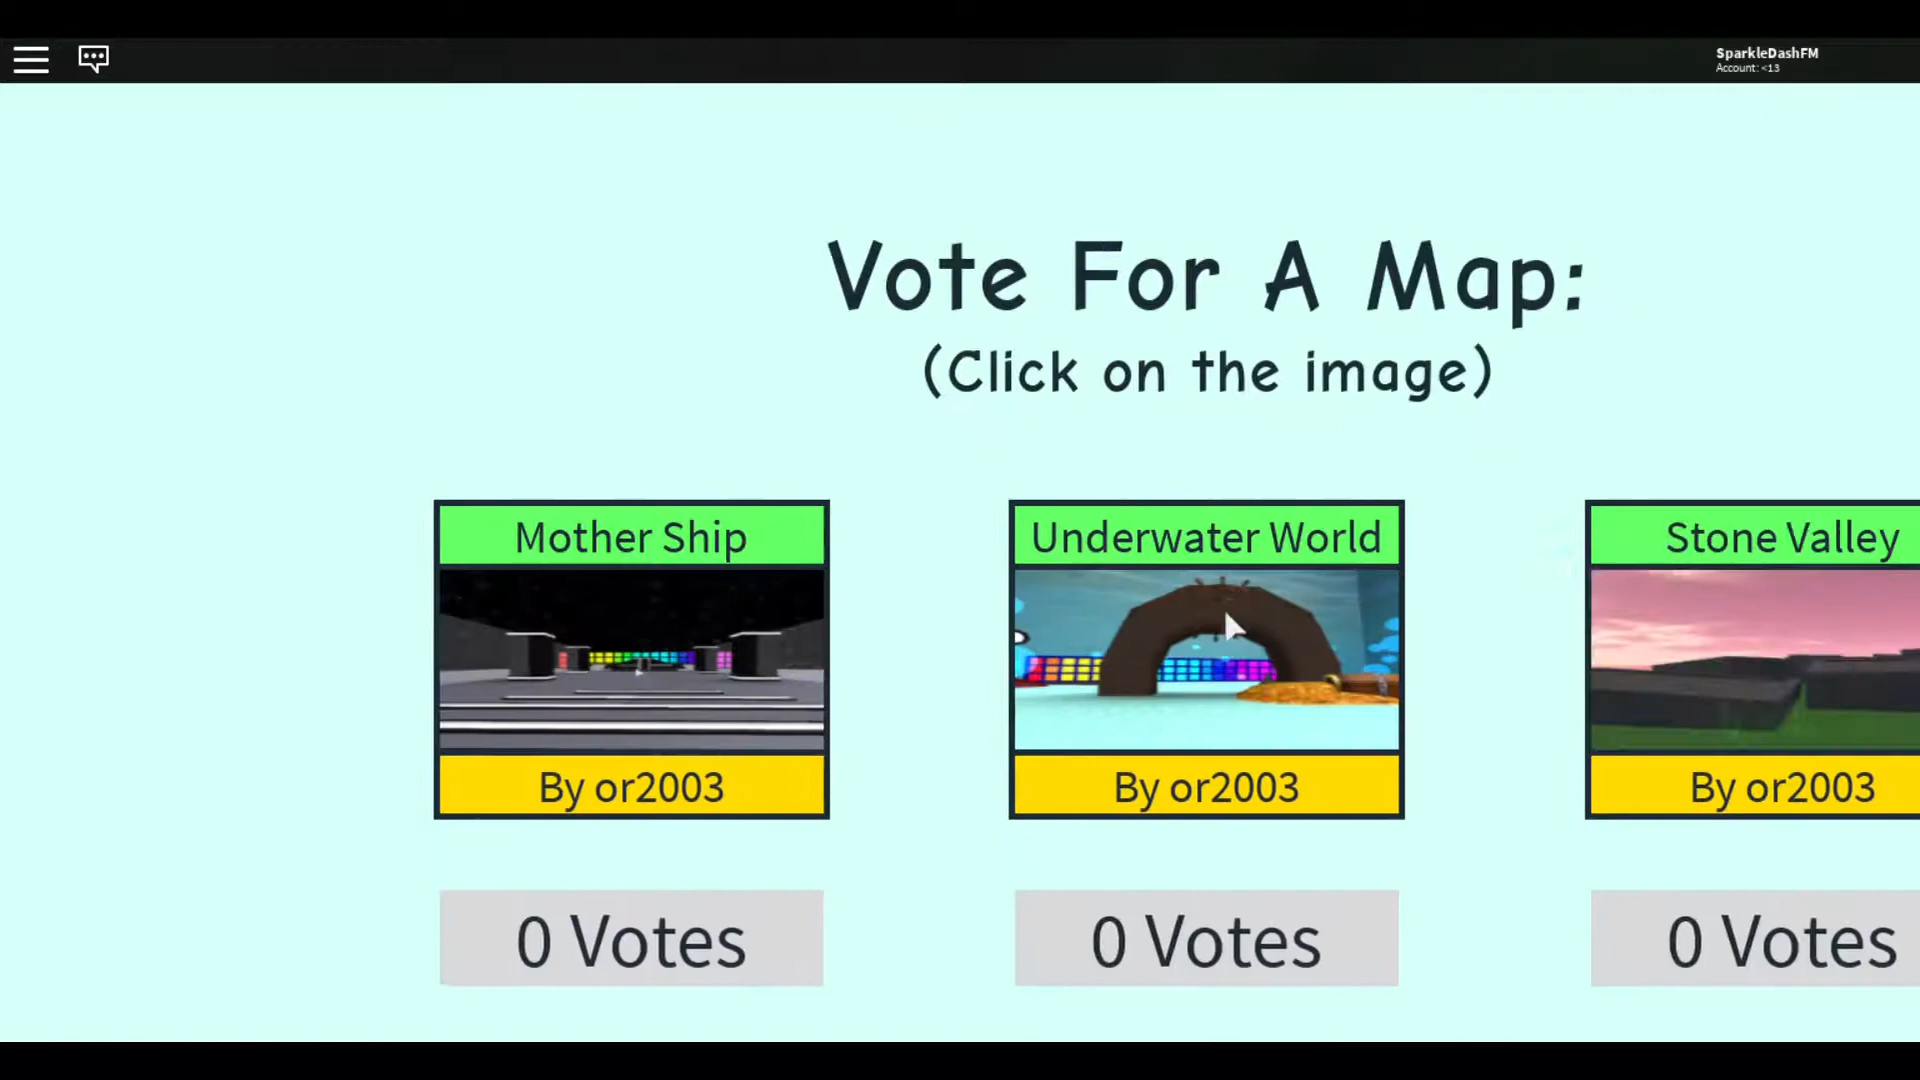 SparkleDashFM
Account: <13
Vote For A Map:
(Click on the image)
Mother Ship
Underwater World
Stone Valley
By or2003
By or2003
By or2003
0 Votes
0 Votes
0 Votes